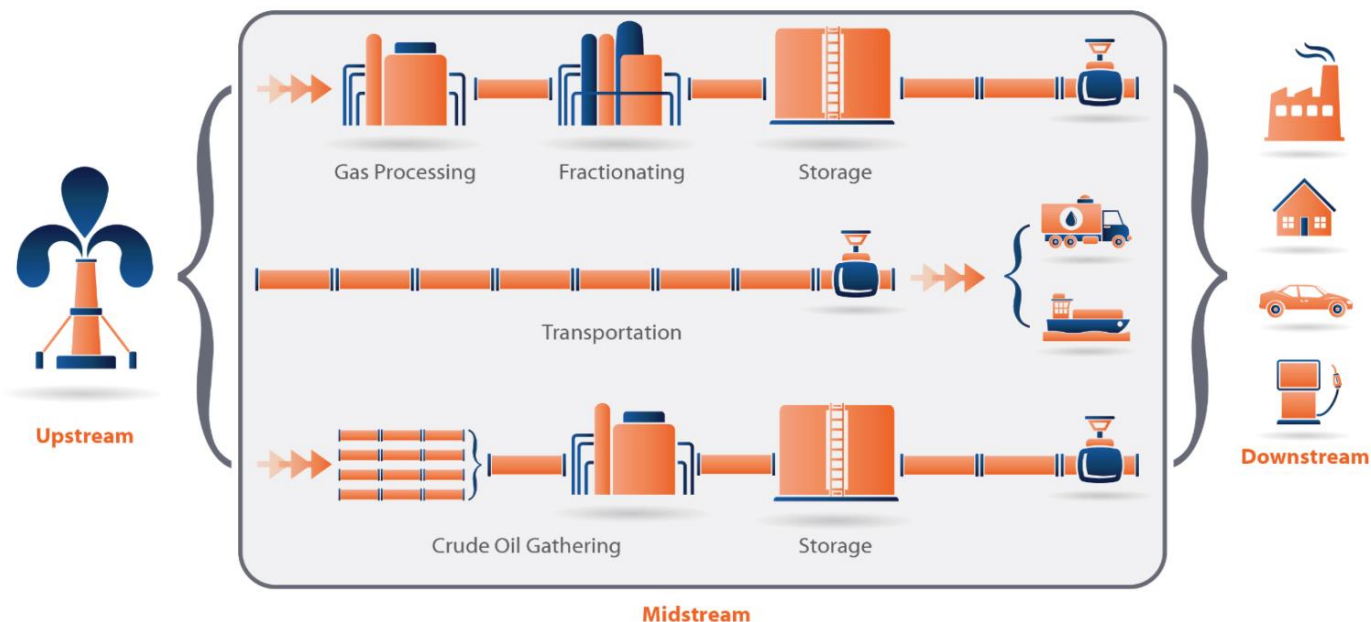 Gas Processing
Fractionating
Storage
Transportation
Upstream
Downstream
Crude Oil Gathering
Storage
Midstream